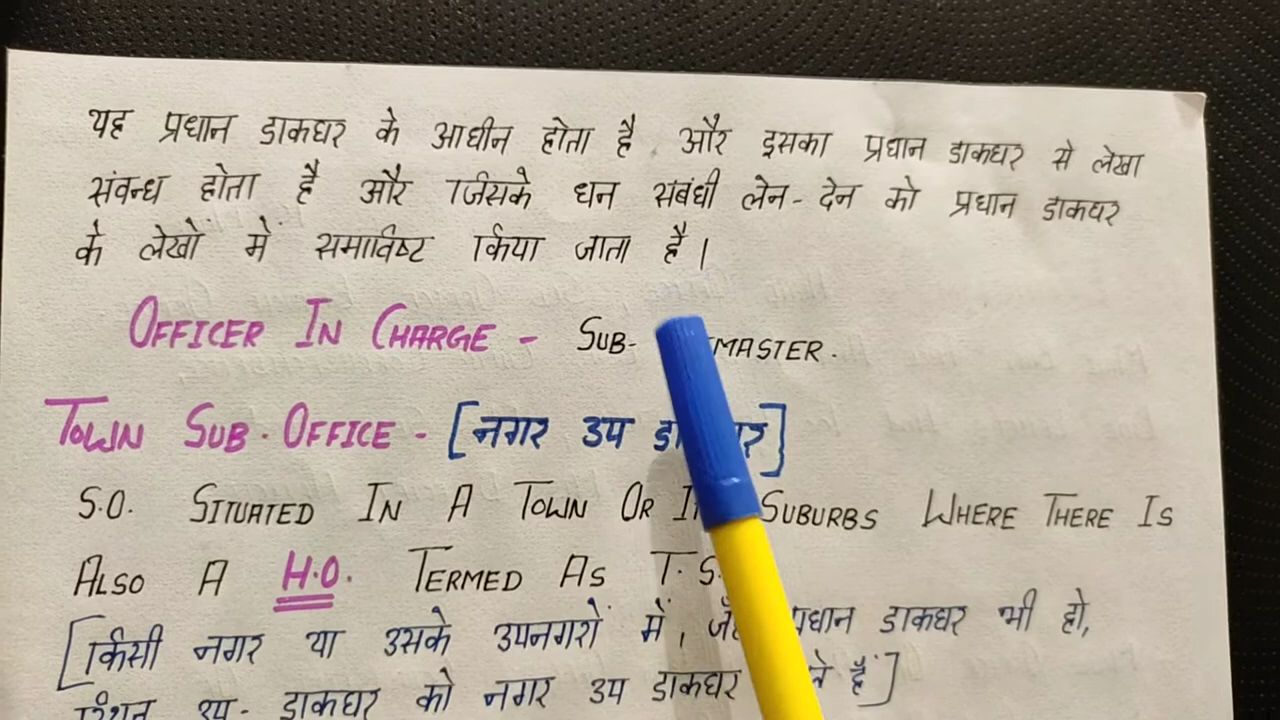 यह प्रधान डाकघर के आधीन होता है और इसका प्रधान डाकघर से लेखा
संवन्ध होता है और जिसके धन संबंधी लेन-देन को प्रधान डाकघर
के लेखों में समाविष्ट किया जाता है।
OFFICER IN CHARGE - SUB- MASTER.
TOWN SUB.OFFICE - [नगर उप
S.O. SITUATED IN A TOWN OR SUBURBS WHERE THERE IS
ALSO A H.O. TERMED AS T.S.
[किसी नगर या उसके उपनगरों में, प्रधान डाकघर भी हो,
उप-डाकघर को नगर उप डाकघर हैं]